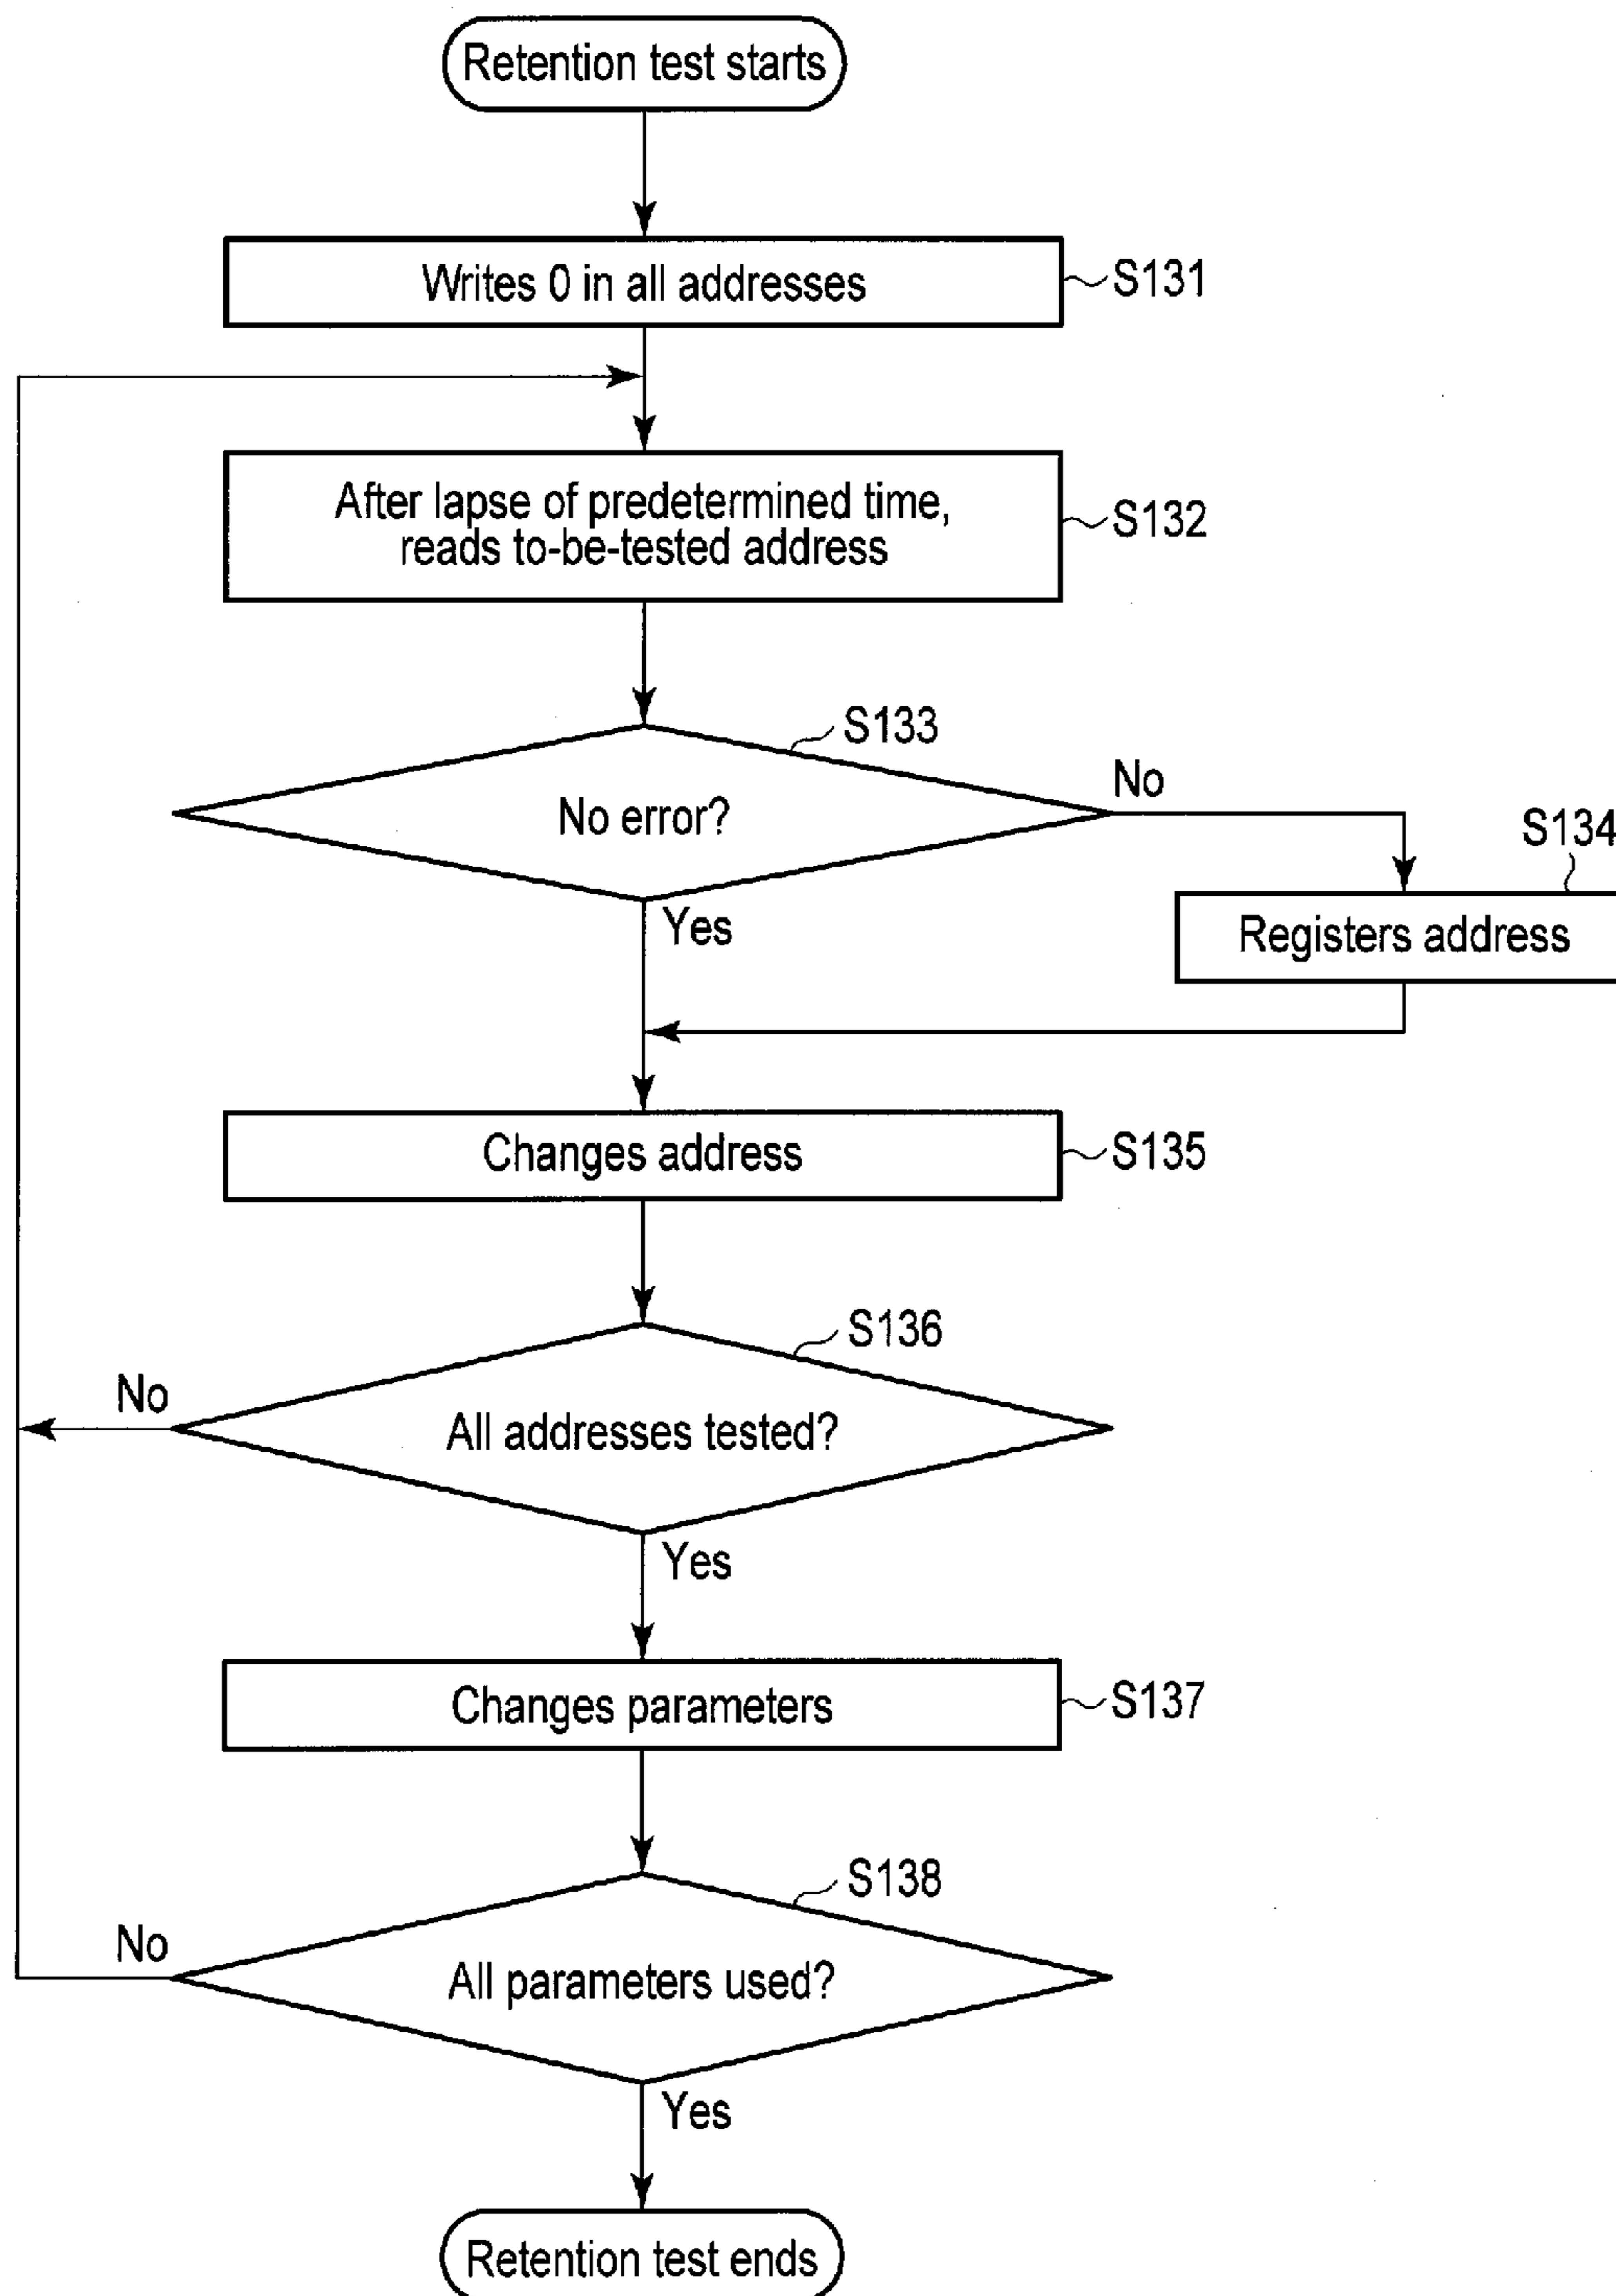 Retention test starts
Writes 0 in all addresses
S131
After lapse of predetermined time,
reads to-be-tested address
S132
S133
No error?
No
S134
Registers address
Yes
Changes address
S135
S136
No
All addresses tested?
Yes
Changes parameters
S137
S138
No
All parameters used?
Yes
Retention test ends